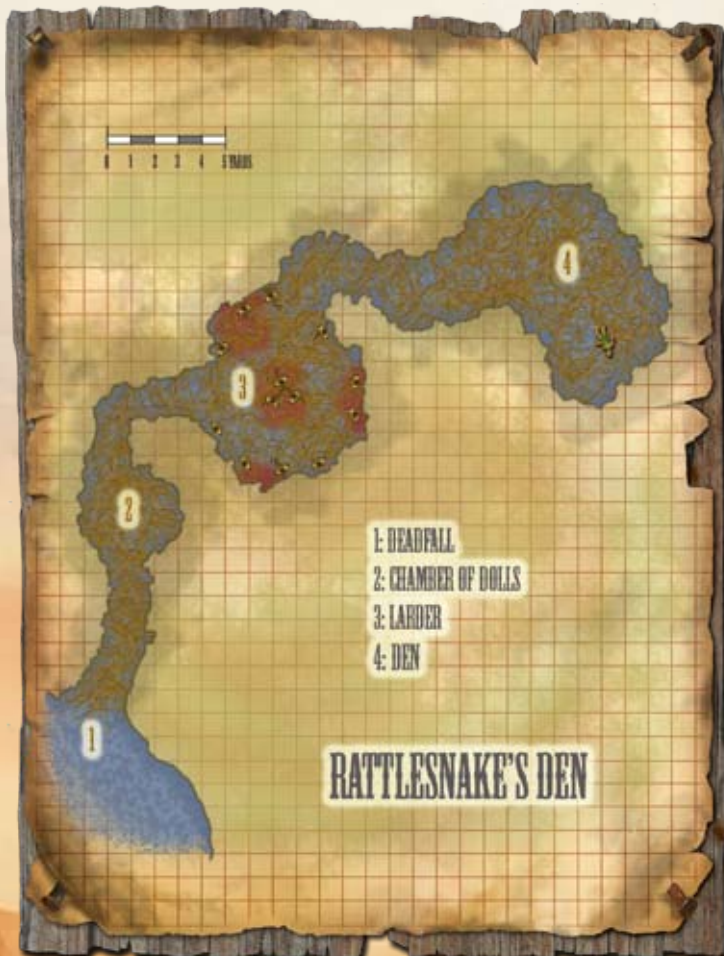 0 1 2 3 4 5 YARDS
4
3
2
1: DEADFALL
2: CHAMBER OF DOLLS
3: LARDER
4: DEN
1
RATTLESNAKE'S DEN